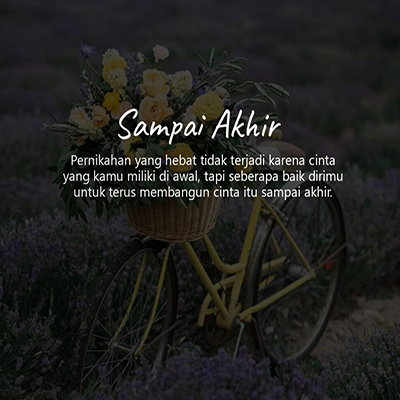 Sampai Akhir
Pernikahan yang hebat tidak terjadi karena cinta
yang kamu miliki di awal, tapi seberapa baik dirimu
untuk terus membangun cinta itu sampai akhir.